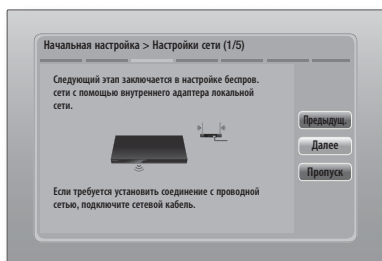 Начальная настройка > Настройки сети (1/5)
Следующий этап заключается в настройке беспров.
сети с помощью внутреннего адаптера локальной
сети.
Предыдущ.
Далее
Пропуск
Если требуется установить соединение с проводной
сетью, подключите сетевой кабель.